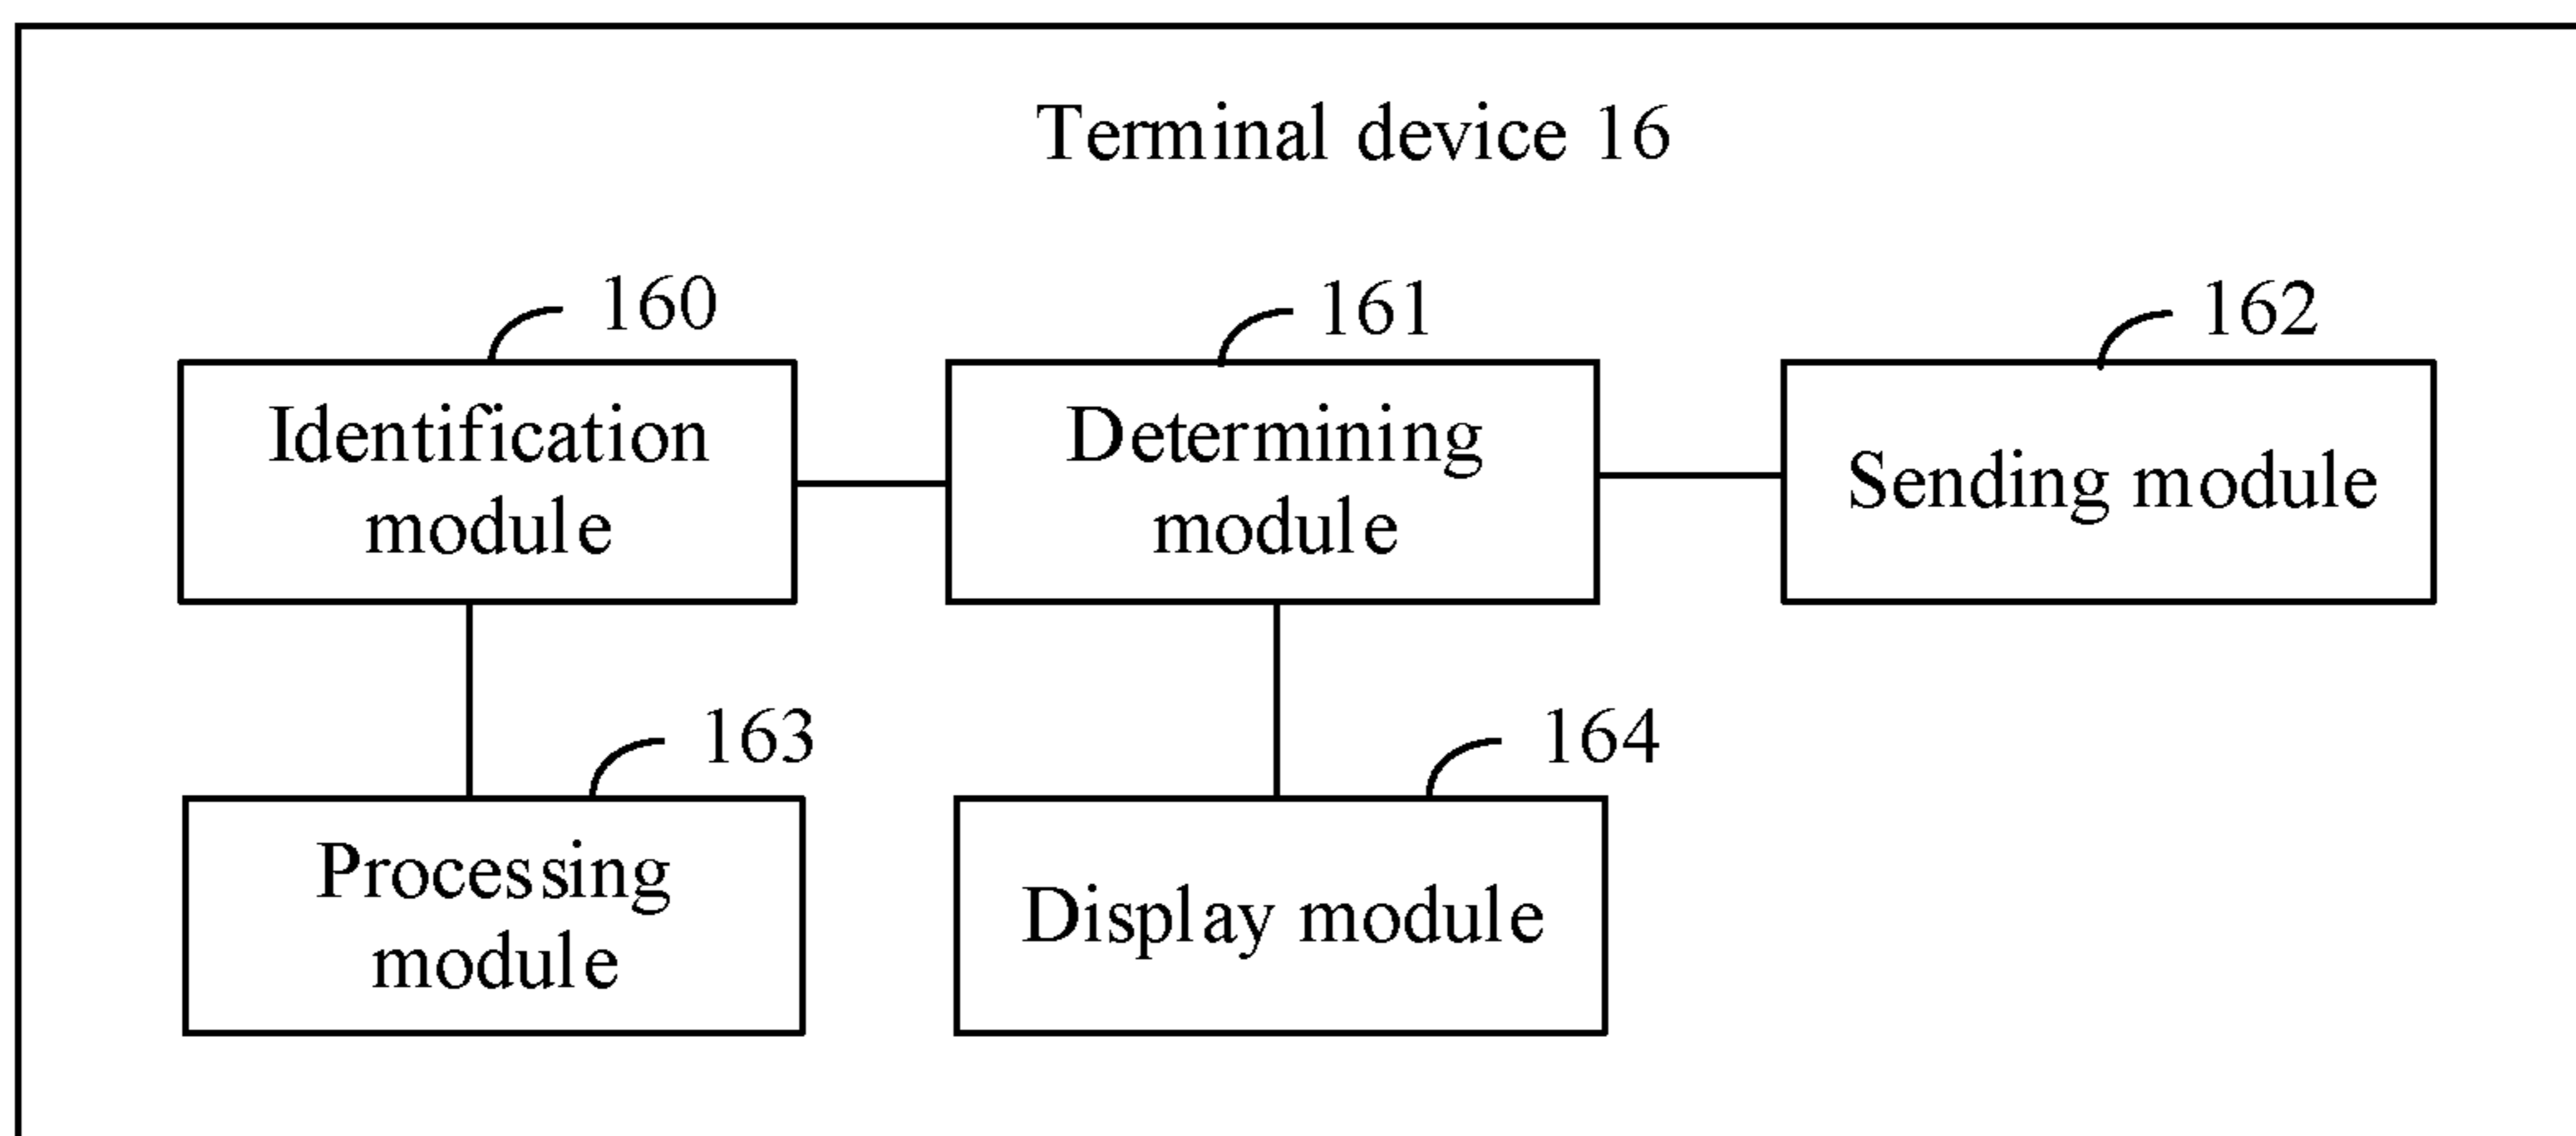 Terminal device 16
160
161
162
Identification
module
Determining
module
Sending module
163
164
Processing
module
Display module